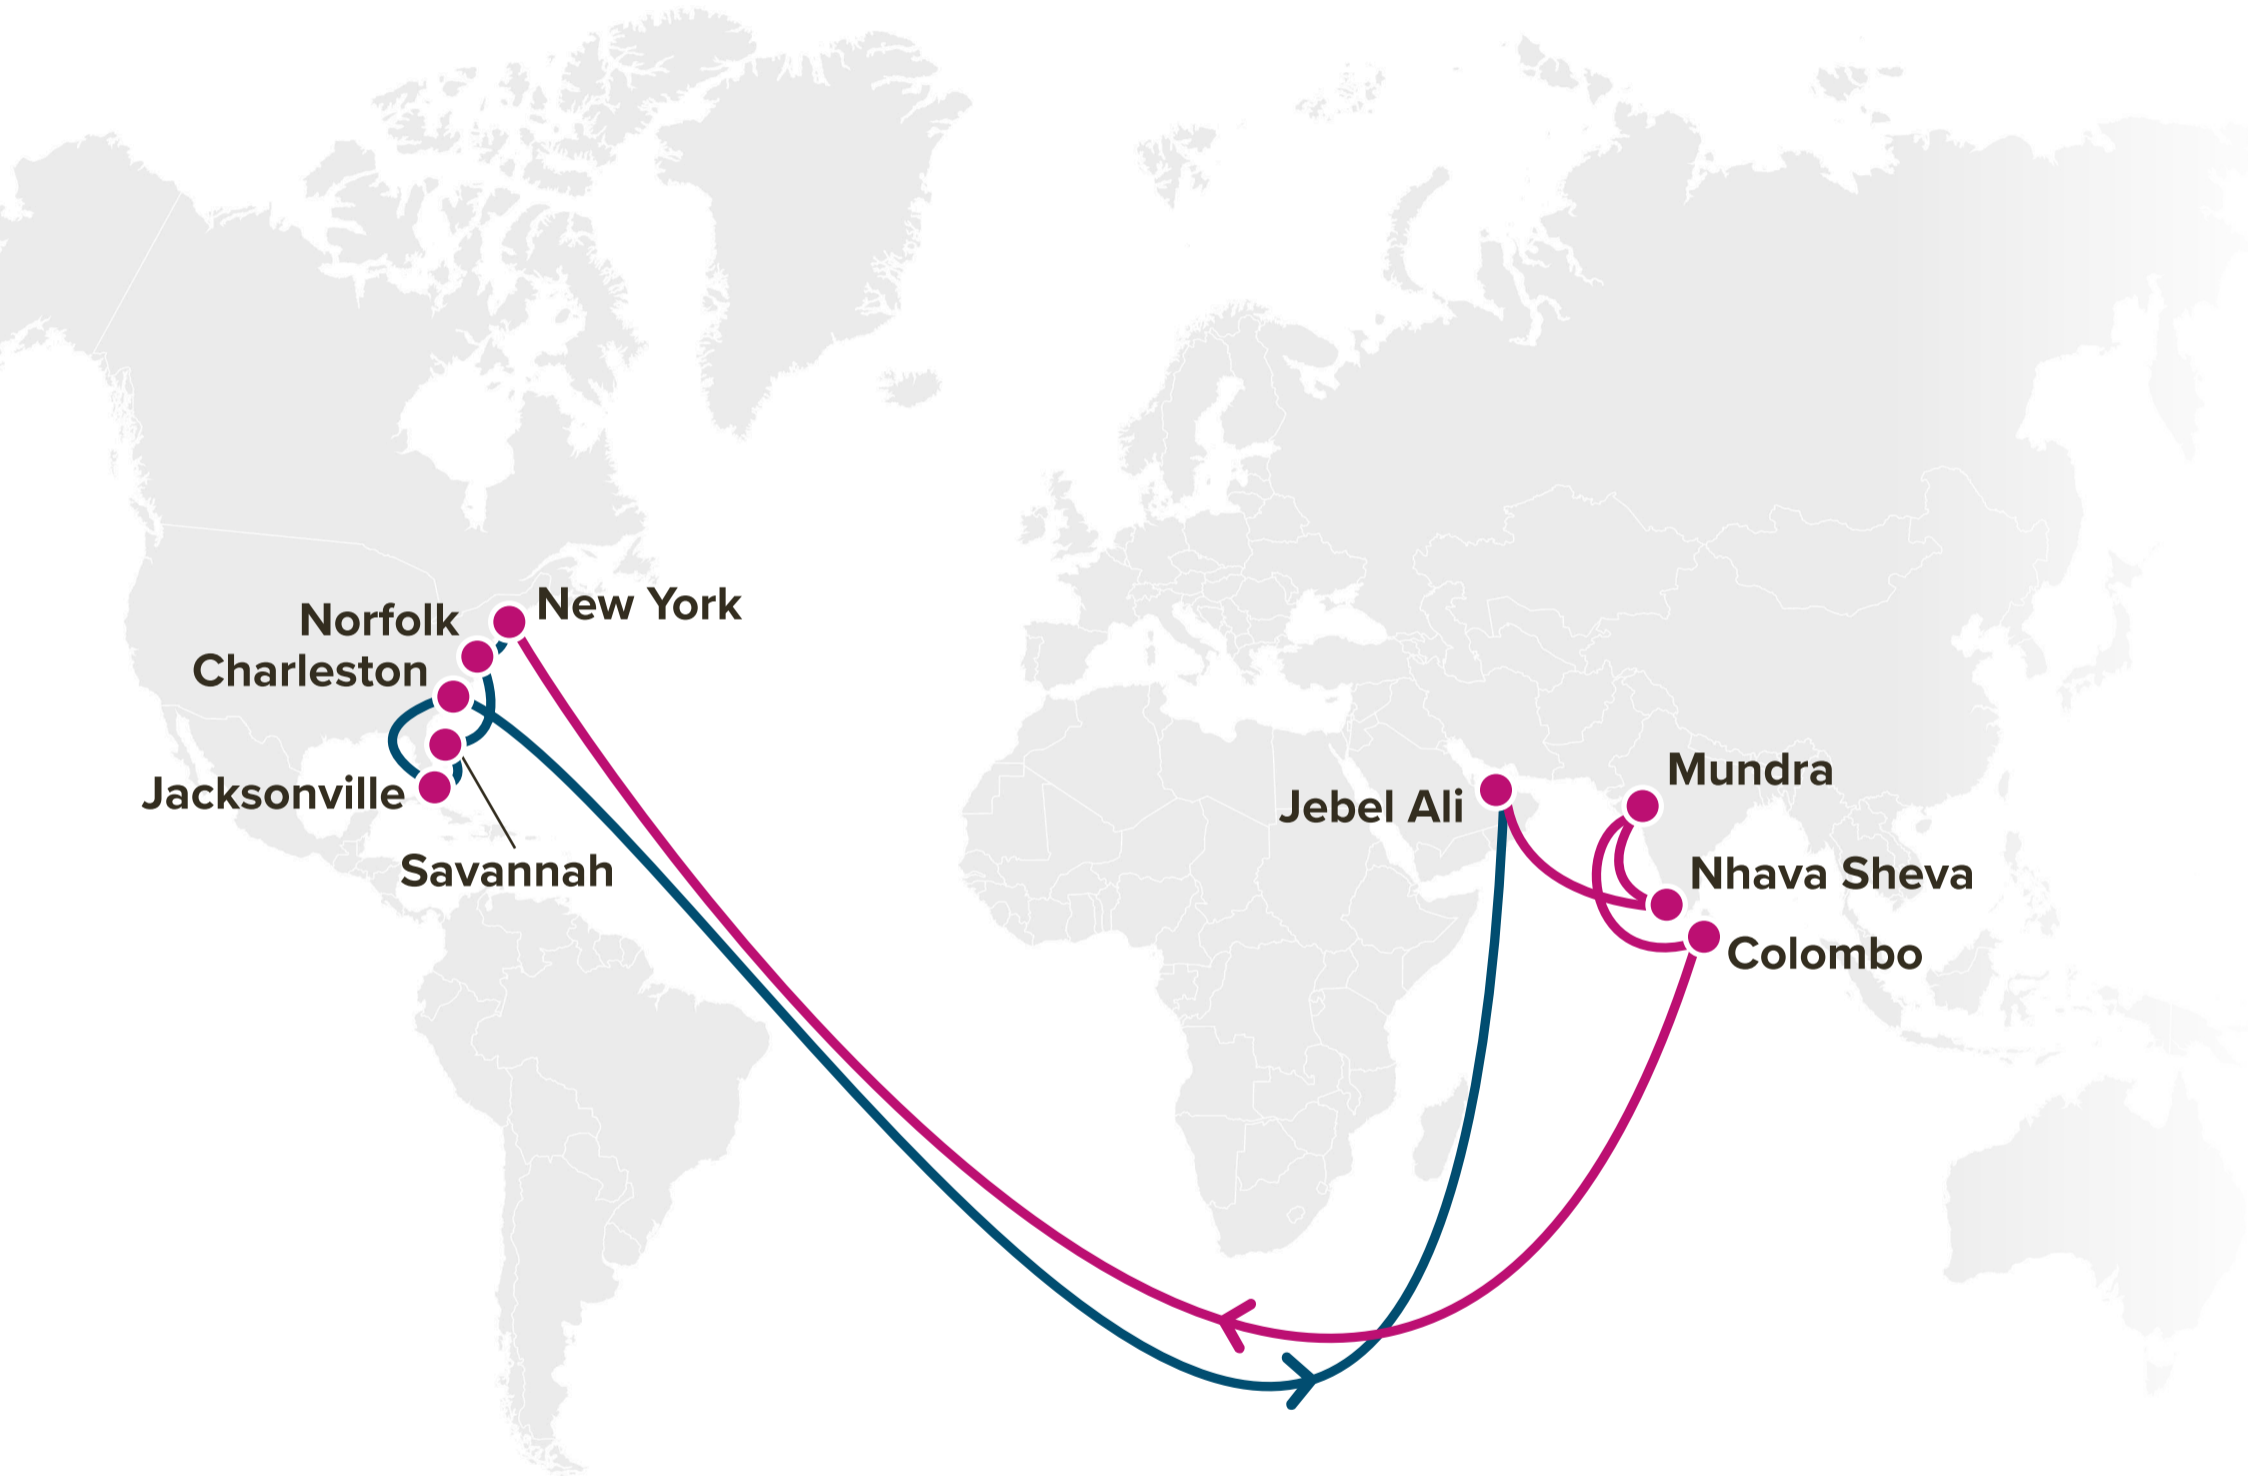 New York
Norfolk
Charleston
Jacksonville
Savannah
Jebel Ali
Mundra
Nhava Sheva
Colombo